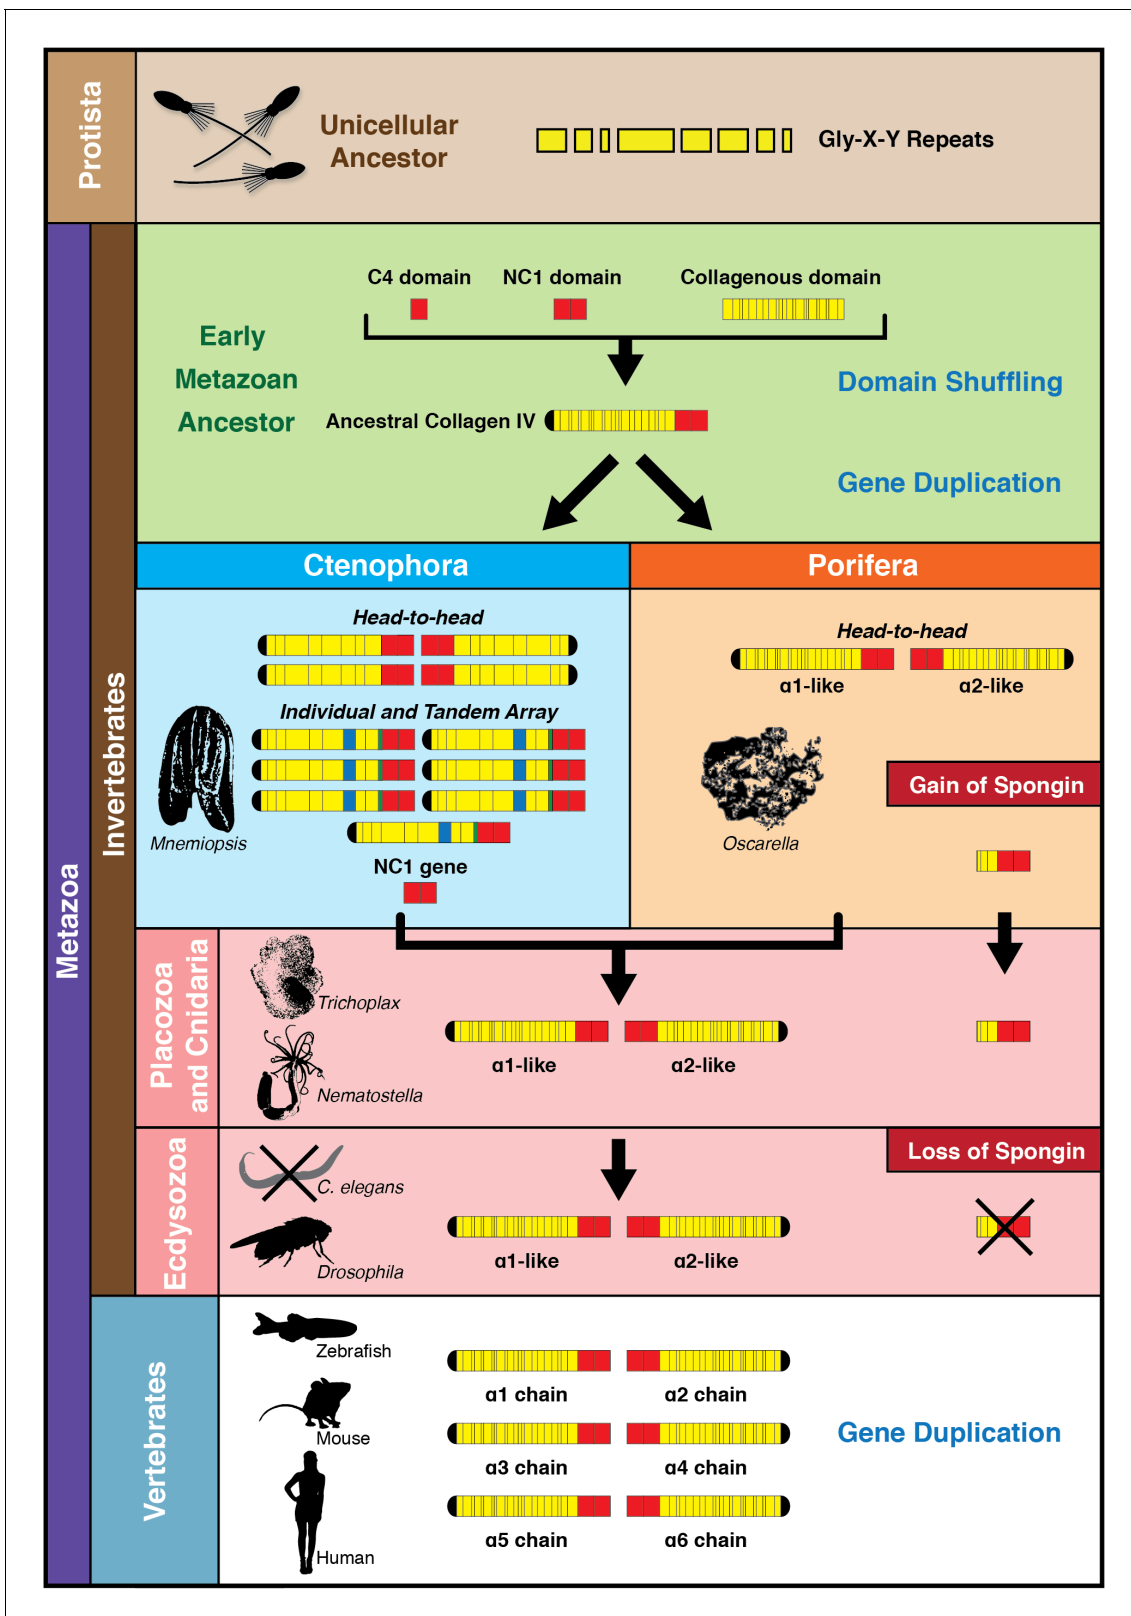 Protista
Unicellular
Ancestor
Gly-X-Y Repeats
Metazoa
Invertebrates
C4 domain
NC1 domain
Collagenous domain
Early
Metazoan
Ancestor
Domain Shuffling
Ancestral Collagen IV
Gene Duplication
Ctenophora
Porifera
Head-to-head
Individual and Tandem Array
Mnemiopsis
NC1 gene
Head-to-head
α1-like
α2-like
Gain of Spongin
Oscarella
Placozoa
and Cnidaria
Trichoplax
Nematostella
α1-like
α2-like
Ecdysozoa
Loss of Spongin
C. elegans
Drosophila
α1-like
α2-like
Vertebrates
Zebrafish
α1 chain
α2 chain
Mouse
Gene Duplication
α3 chain
α4 chain
α5 chain
α6 chain
Human